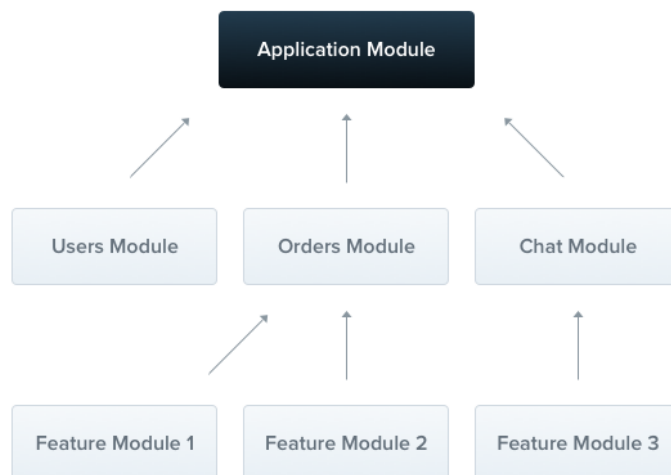 Application Module
Users Module
Orders Module
Chat Module
Feature Module 1
Feature Module 2
Feature Module 3